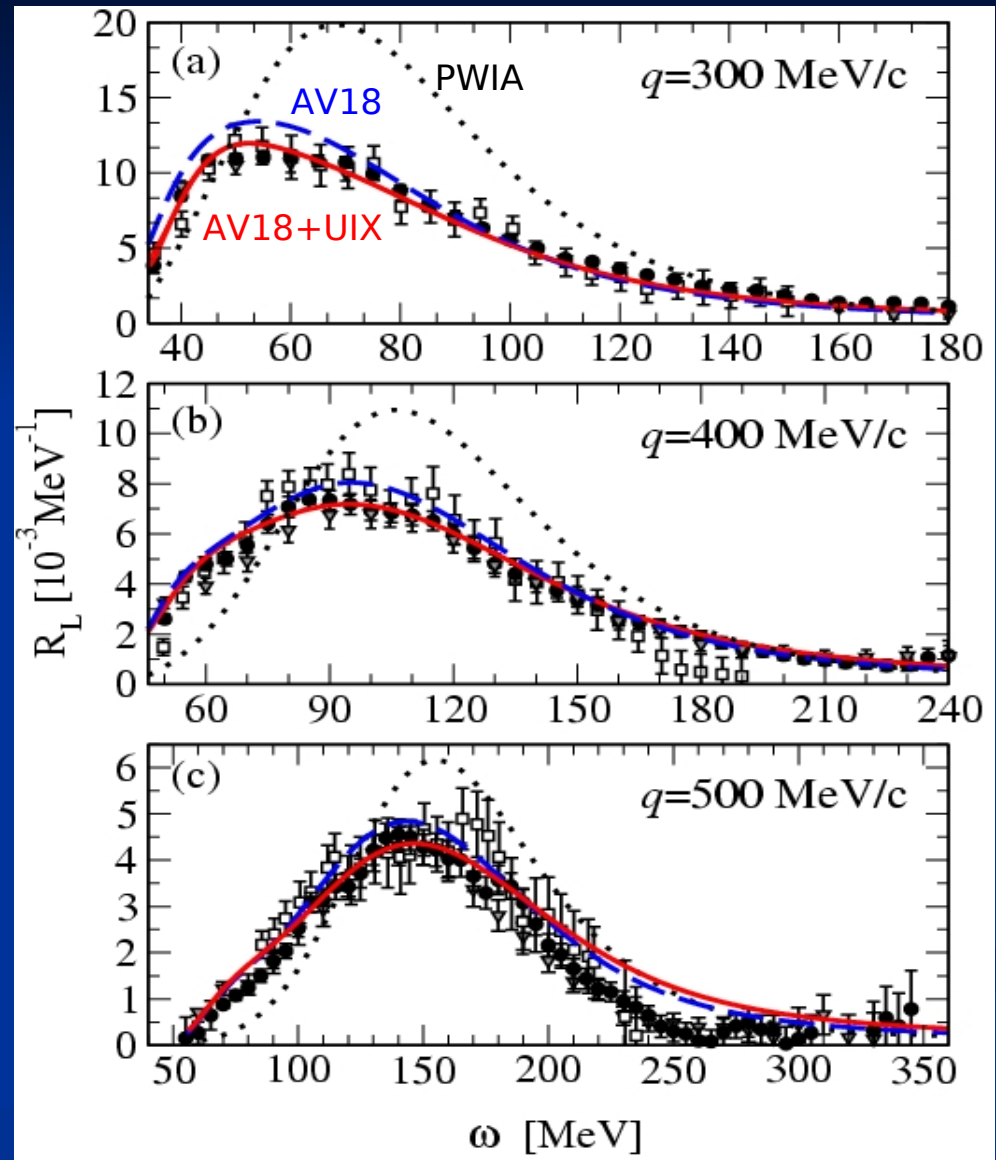 20
(a)
PWIA
q=300 MeV/c
AV18
15
10
AV18+UIX
5
0
40 60 80 100 120 140 160 180
12
(b)
q=400 MeV/c
10
8
6
4
2
0
60 90 120 150 180 210 240
R_L [10^-3 MeV^-1]
(c)
q=500 MeV/c
6
5
4
3
2
1
0
50 100 150 200 250 300 350
ω [MeV]